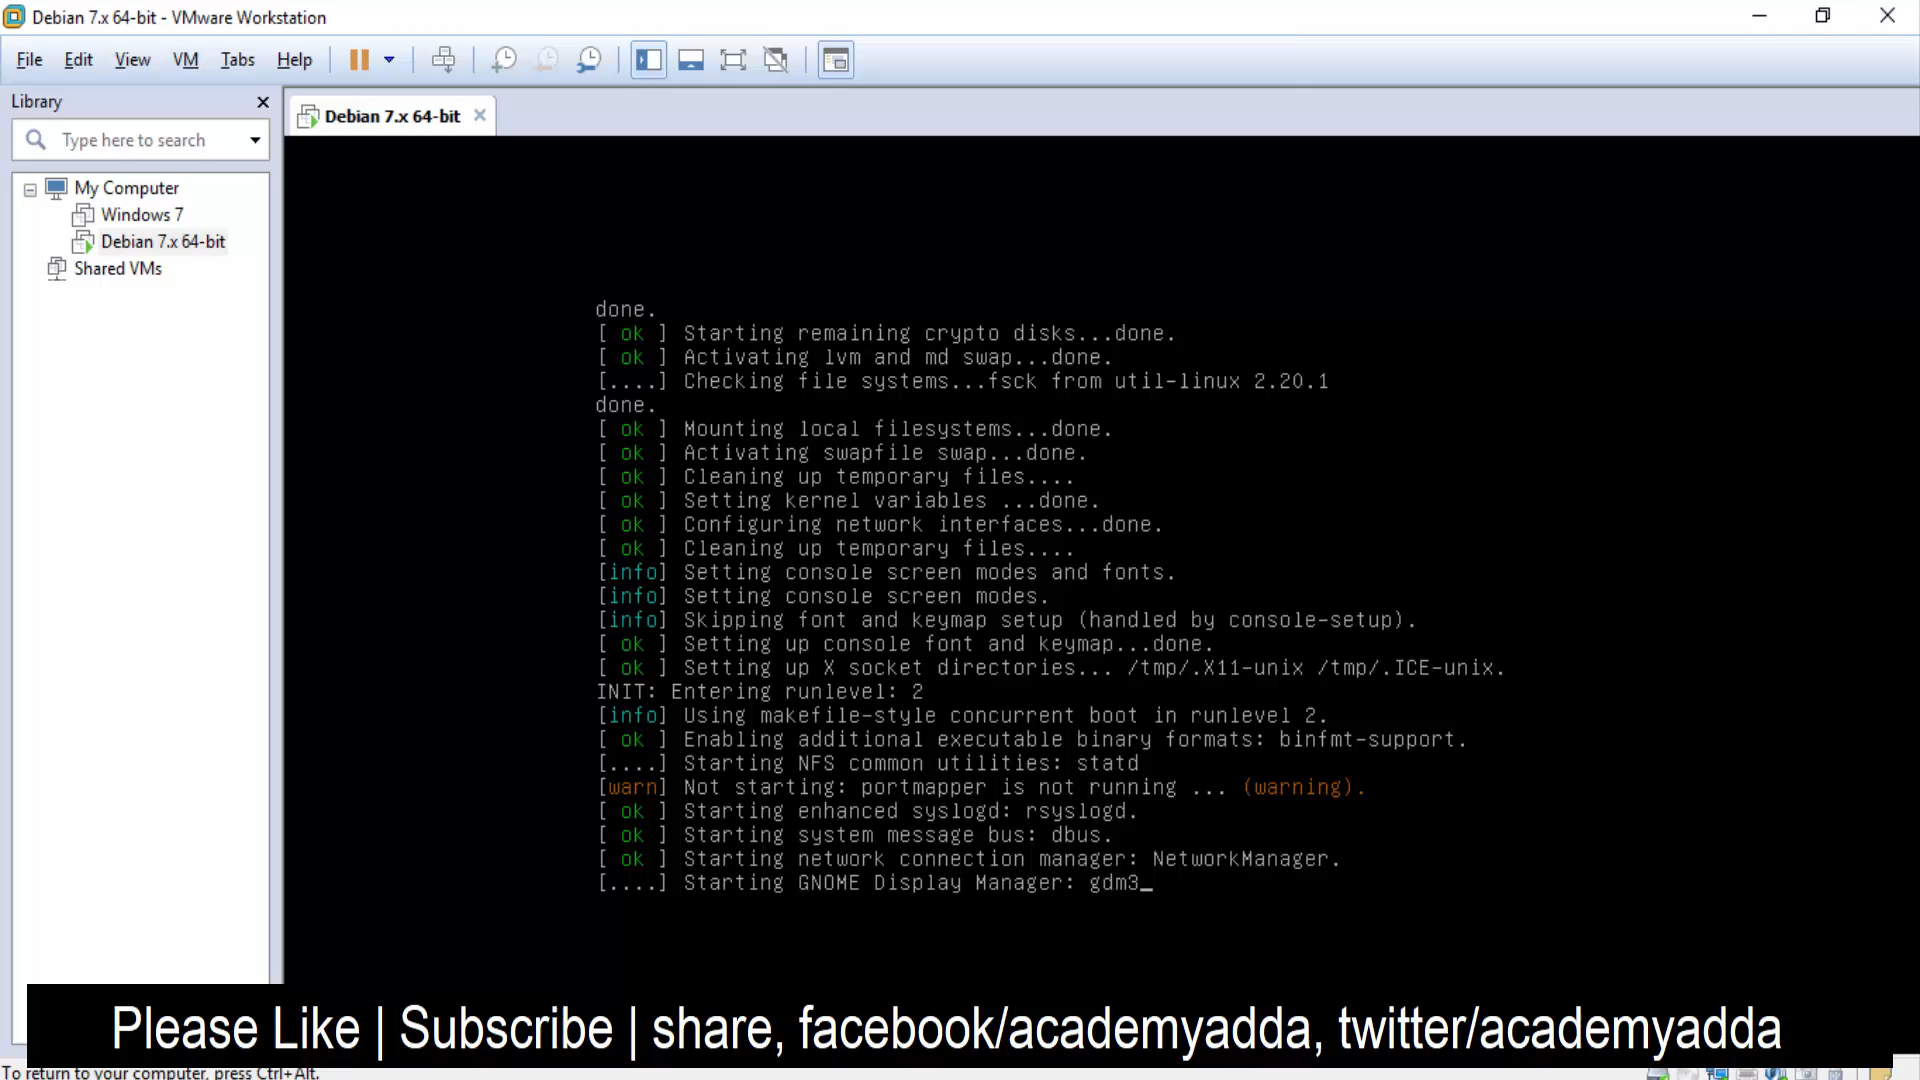 Debian 7.x 64-bit - VMware Workstation
File Edit View VM Tabs Help
Library
Type here to search
My Computer
Windows 7
Debian 7.x 64-bit
Shared VMs
Debian 7.x 64-bit
done.
[ ok ] Starting remaining crypto disks...done.
[ ok ] Activating lvm and md swap...done.
[....] Checking file systems...fsck from util-linux 2.20.1
done.
[ ok ] Mounting local filesystems...done.
[ ok ] Activating swapfile swap...done.
[ ok ] Cleaning up temporary files....
[ ok ] Setting kernel variables ...done.
[ ok ] Configuring network interfaces...done.
[ ok ] Cleaning up temporary files....
[info] Setting console screen modes and fonts.
[info] Setting console screen modes.
[info] Skipping font and keymap setup (handled by console-setup).
[ ok ] Setting up console font and keymap...done.
[ ok ] Setting up X socket directories... /tmp/.X11-unix /tmp/.ICE-unix.
INIT: Entering runlevel: 2
[info] Using makefile-style concurrent boot in runlevel 2.
[ ok ] Enabling additional executable binary formats: binfmt-support.
[....] Starting NFS common utilities: statd
[warn] Not starting: portmapper is not running ... (warning).
[ ok ] Starting enhanced syslogd: rsyslogd.
[ ok ] Starting system message bus: dbus.
[ ok ] Starting network connection manager: NetworkManager.
[....] Starting GNOME Display Manager: gdm3_
Please Like | Subscribe | share, facebook/academyadda, twitter/academyadda
To return to your computer, press Ctrl+Alt.